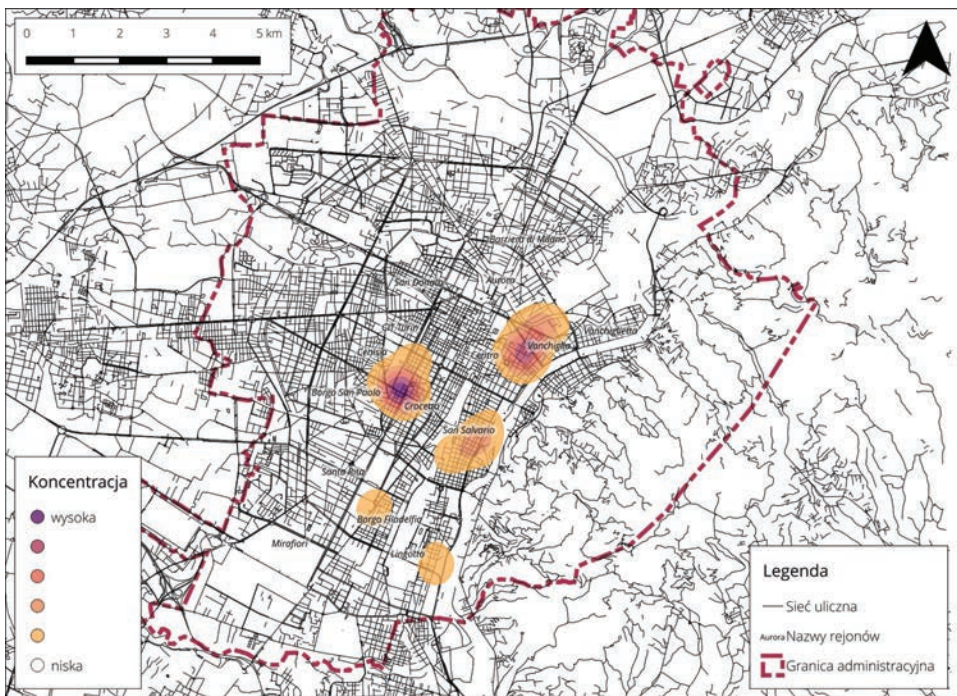 0 1 2 3 4 5 km
Barriera di Milano
Aurora
San Donato
Vanchiglietta
Cit Turin
Vanchiglia
Centro
Cenisia
Borgo San Paolo
Crocetta
San Salvario
Santa Rita
Borgo Filadelfia
Mirafiori
Lingotto
Koncentracja
wysoka
niska
Legenda
Sieć uliczna
Aurora Nazwy rejonów
Granica administracyjna